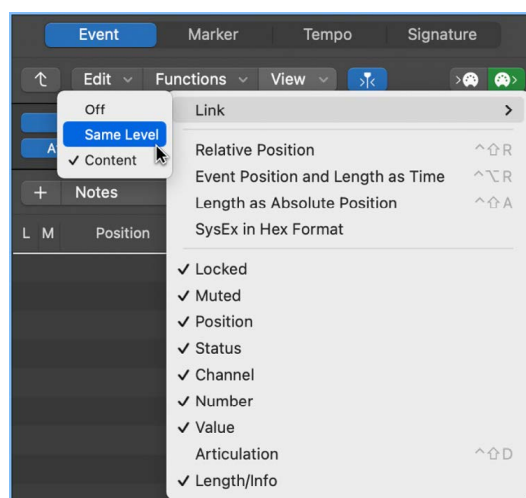 Event Marker Tempo Signature
Edit Functions View
Off
Same Level
✓ Content
A
+ Notes
L M Position
Link >
Relative Position ^⇧R
Event Position and Length as Time ^⌥R
Length as Absolute Position ^⇧A
SysEx in Hex Format
✓ Locked
✓ Muted
✓ Position
✓ Status
✓ Channel
✓ Number
✓ Value
Articulation ^⇧D
✓ Length/Info